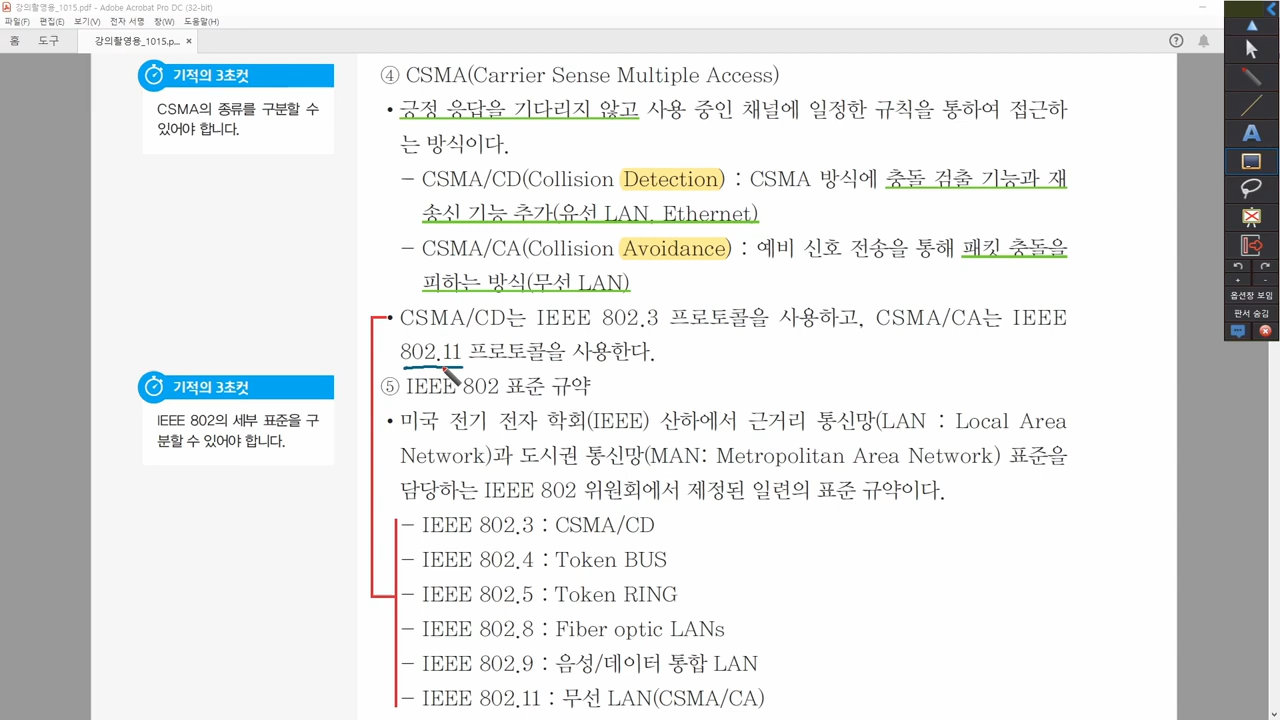 강의촬영용_1015.pdf - Adobe Acrobat Pro DC (32-bit)
파일(F) 편집(E) 보기(V) 전자 서명 창(W) 도움말(H)
홈 도구 강의촬영용_1015.p... ×
기적의 3초컷
CSMA의 종류를 구분할 수
있어야 합니다.
④ CSMA(Carrier Sense Multiple Access)
• 긍정 응답을 기다리지 않고 사용 중인 채널에 일정한 규칙을 통하여 접근하
는 방식이다.
– CSMA/CD(Collision Detection) : CSMA 방식에 충돌 검출 기능과 재
송신 기능 추가(유선 LAN, Ethernet)
– CSMA/CA(Collision Avoidance) : 예비 신호 전송을 통해 패킷 충돌을
피하는 방식(무선 LAN)
• CSMA/CD는 IEEE 802.3 프로토콜을 사용하고, CSMA/CA는 IEEE
802.11 프로토콜을 사용한다.
기적의 3초컷
IEEE 802의 세부 표준을 구
분할 수 있어야 합니다.
⑤ IEEE 802 표준 규약
• 미국 전기 전자 학회(IEEE) 산하에서 근거리 통신망(LAN : Local Area
Network)과 도시권 통신망(MAN: Metropolitan Area Network) 표준을
담당하는 IEEE 802 위원회에서 제정된 일련의 표준 규약이다.
– IEEE 802.3 : CSMA/CD
– IEEE 802.4 : Token BUS
– IEEE 802.5 : Token RING
– IEEE 802.8 : Fiber optic LANs
– IEEE 802.9 : 음성/데이터 통합 LAN
– IEEE 802.11 : 무선 LAN(CSMA/CA)
옵션창 보임
판서 숨김